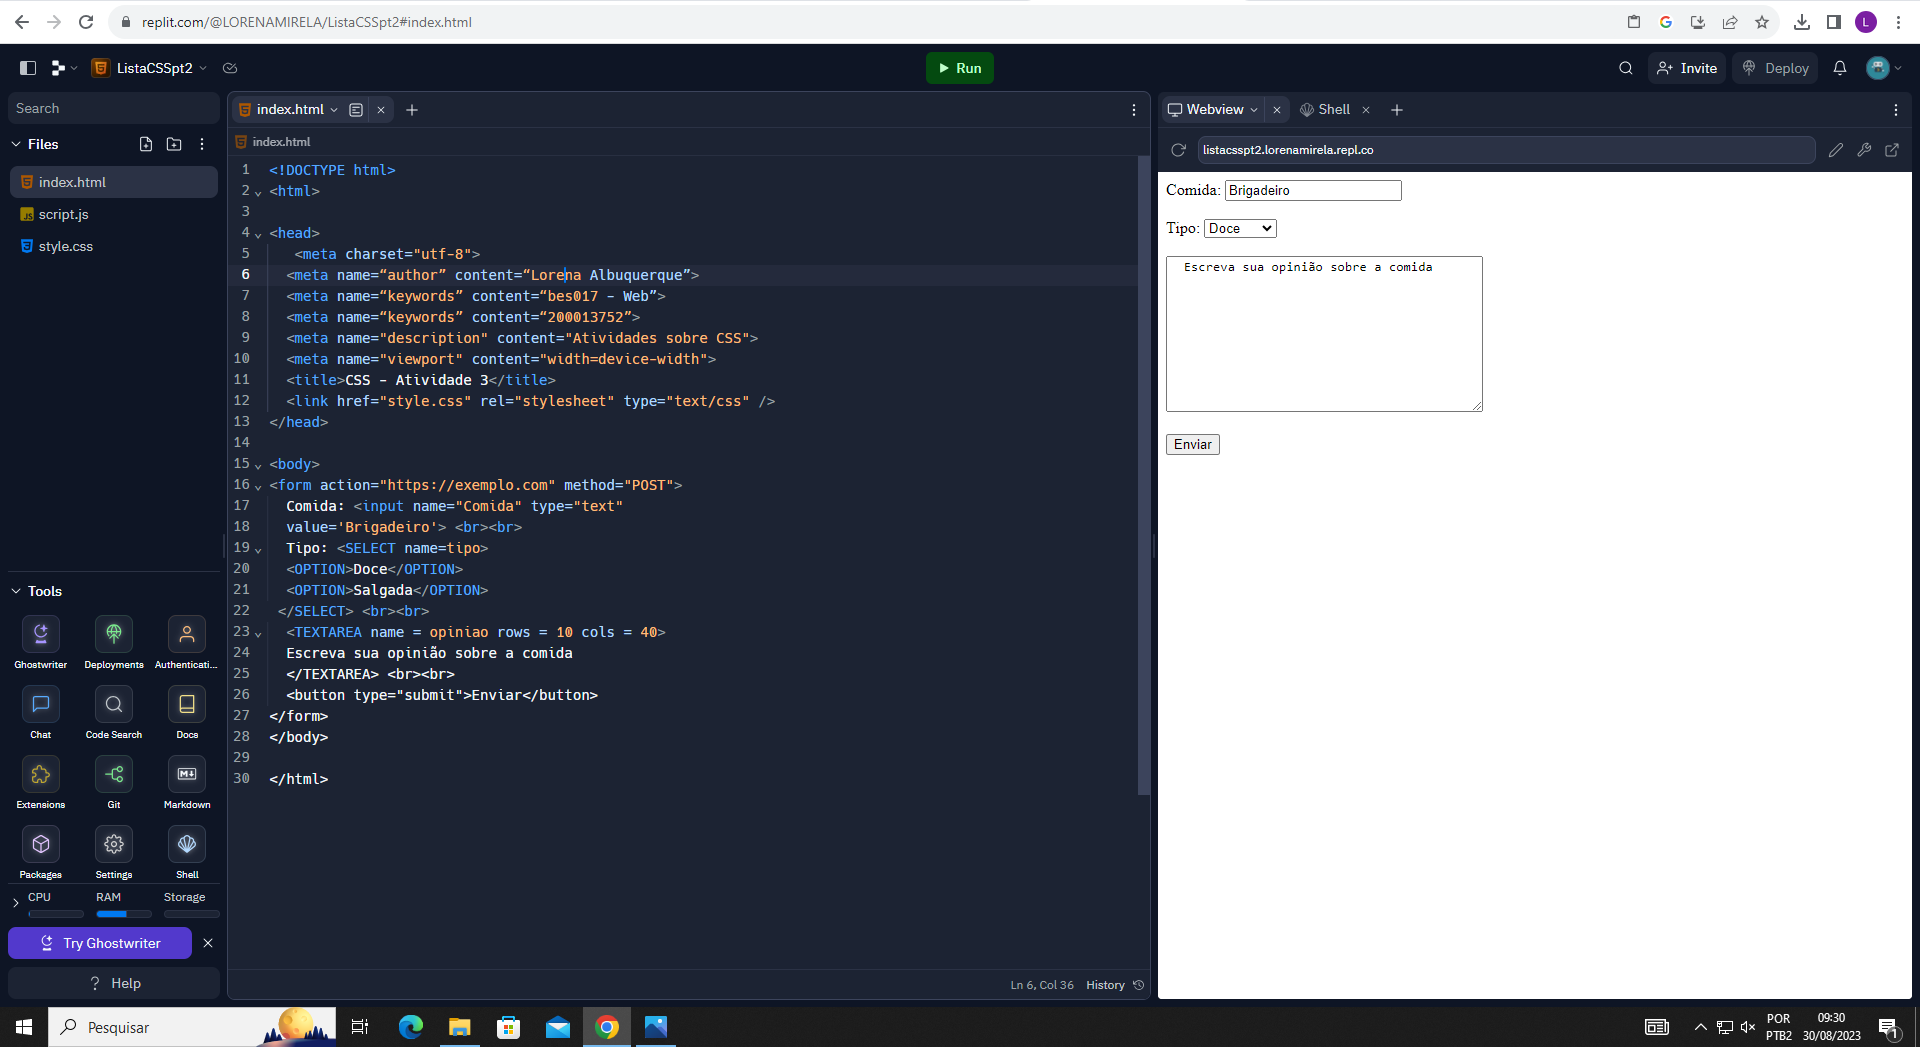 replit.com/@LORENAMIRELA/ListaCSSpt2#index.html
L
ListaCSSpt2
Run
Invite
Deploy
Search
Files
index.html
JS script.js
style.css
Tools
Ghostwriter
Deployments
Authenticati...
Chat
Code Search
Docs
Extensions
Git
Markdown
Packages
Settings
Shell
CPU RAM Storage
Try Ghostwriter
? Help
index.html
index.html
1 <!DOCTYPE html>
2 <html>
3
4 <head>
5 <meta charset="utf-8">
6 <meta name=“author” content=“Lorena Albuquerque”>
7 <meta name=“keywords” content=“bes017 - Web”>
8 <meta name=“keywords” content=“200013752”>
9 <meta name="description" content="Atividades sobre CSS">
10 <meta name="viewport" content="width=device-width">
11 <title>CSS - Atividade 3</title>
12 <link href="style.css" rel="stylesheet" type="text/css" />
13 </head>
14
15 <body>
16 <form action="https://exemplo.com" method="POST">
17 Comida: <input name="Comida" type="text"
18 value='Brigadeiro'> <br><br>
19 Tipo: <SELECT name=tipo>
20 <OPTION>Doce</OPTION>
21 <OPTION>Salgada</OPTION>
22 </SELECT> <br><br>
23 <TEXTAREA name = opiniao rows = 10 cols = 40>
24 Escreva sua opinião sobre a comida
25 </TEXTAREA> <br><br>
26 <button type="submit">Enviar</button>
27 </form>
28 </body>
29
30 </html>
Ln 6, Col 36 History
Webview
Shell
listacsspt2.lorenamirela.repl.co
Comida: Brigadeiro
Tipo: Doce
Escreva sua opinião sobre a comida
Enviar
Pesquisar
POR
PTB2
09:30
30/08/2023
1